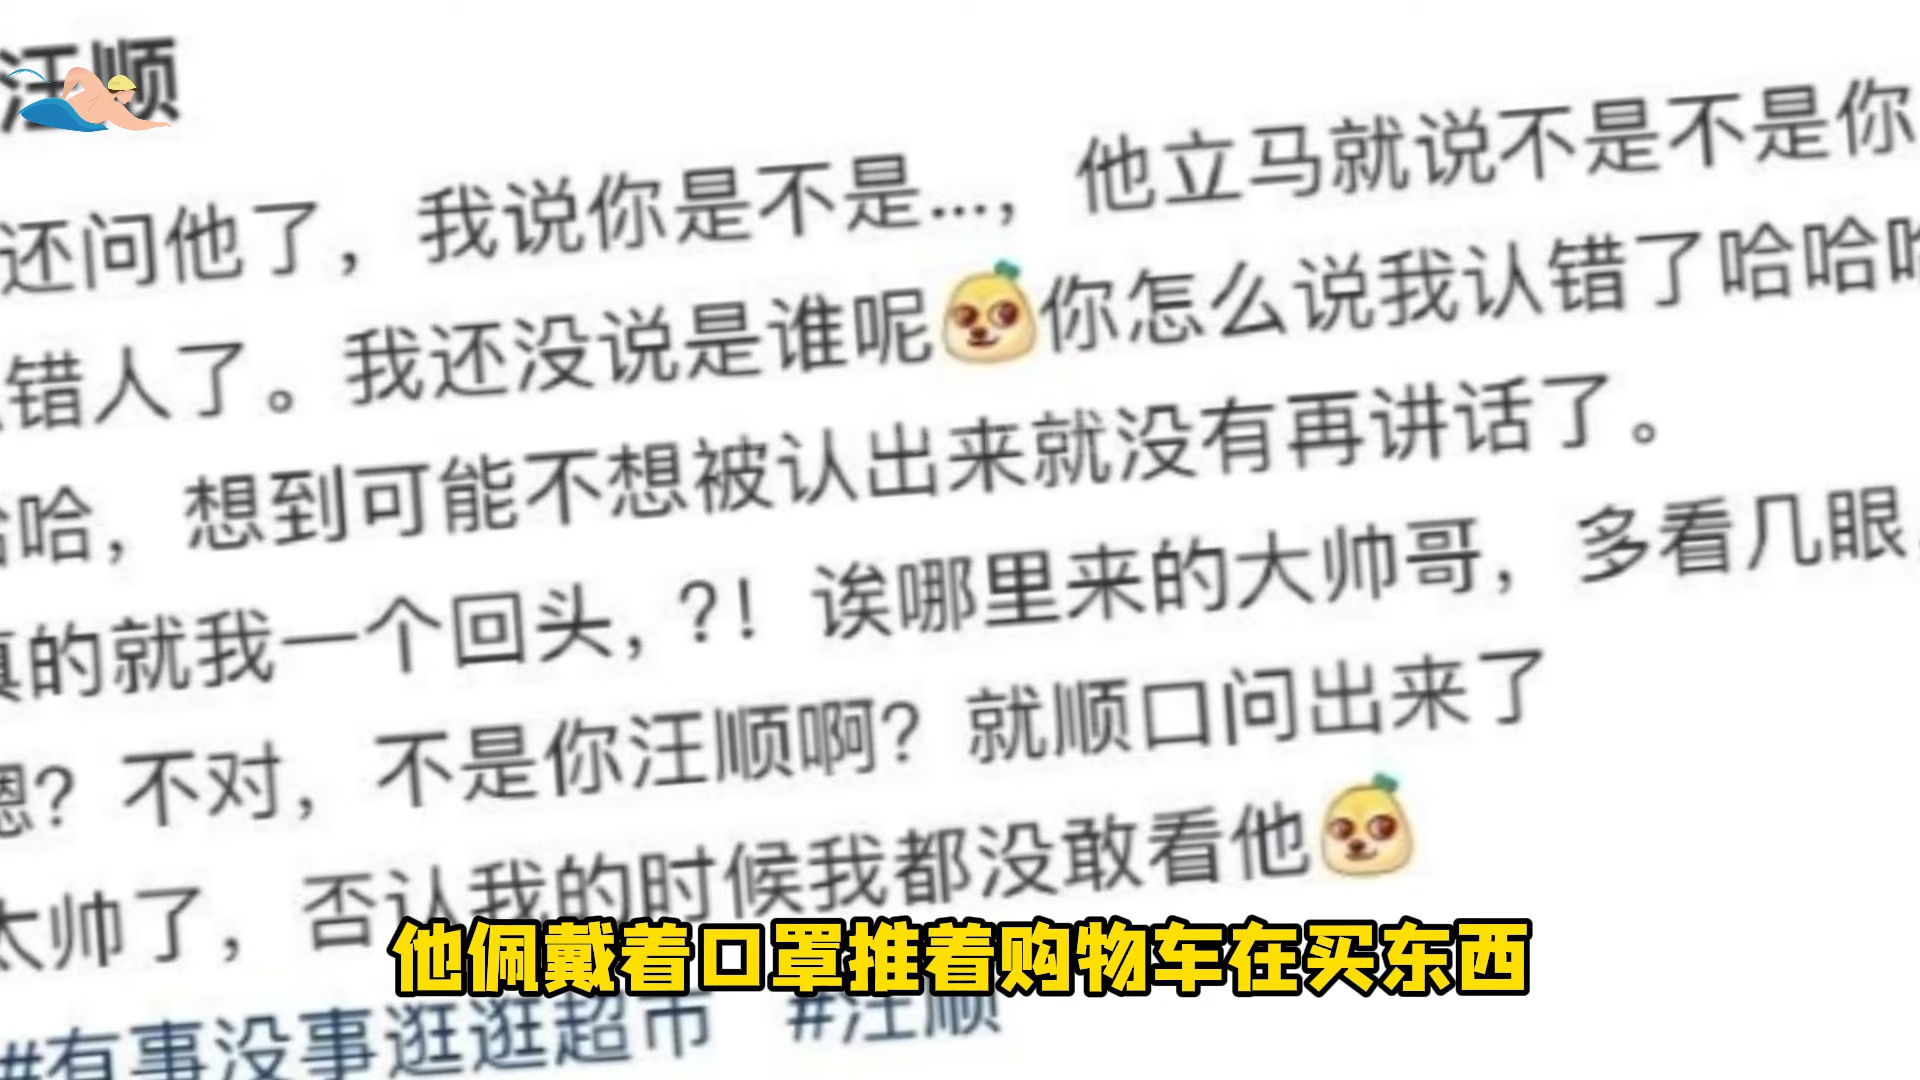 汪顺
还问他了，我说你是不是...，他立马就说不是不是你
错人了。我还没说是谁呢你怎么说我认错了哈哈哈
哈哈，想到可能不想被认出来就没有再讲话了。
真的就我一个回头，?！诶哪里来的大帅哥，多看几眼，
嗯？不对，不是你汪顺啊？就顺口问出来了
太帅了，否认我的时候我都没敢看他
他佩戴着口罩推着购物车在买东西
#有事没事逛逛超市 #汪顺